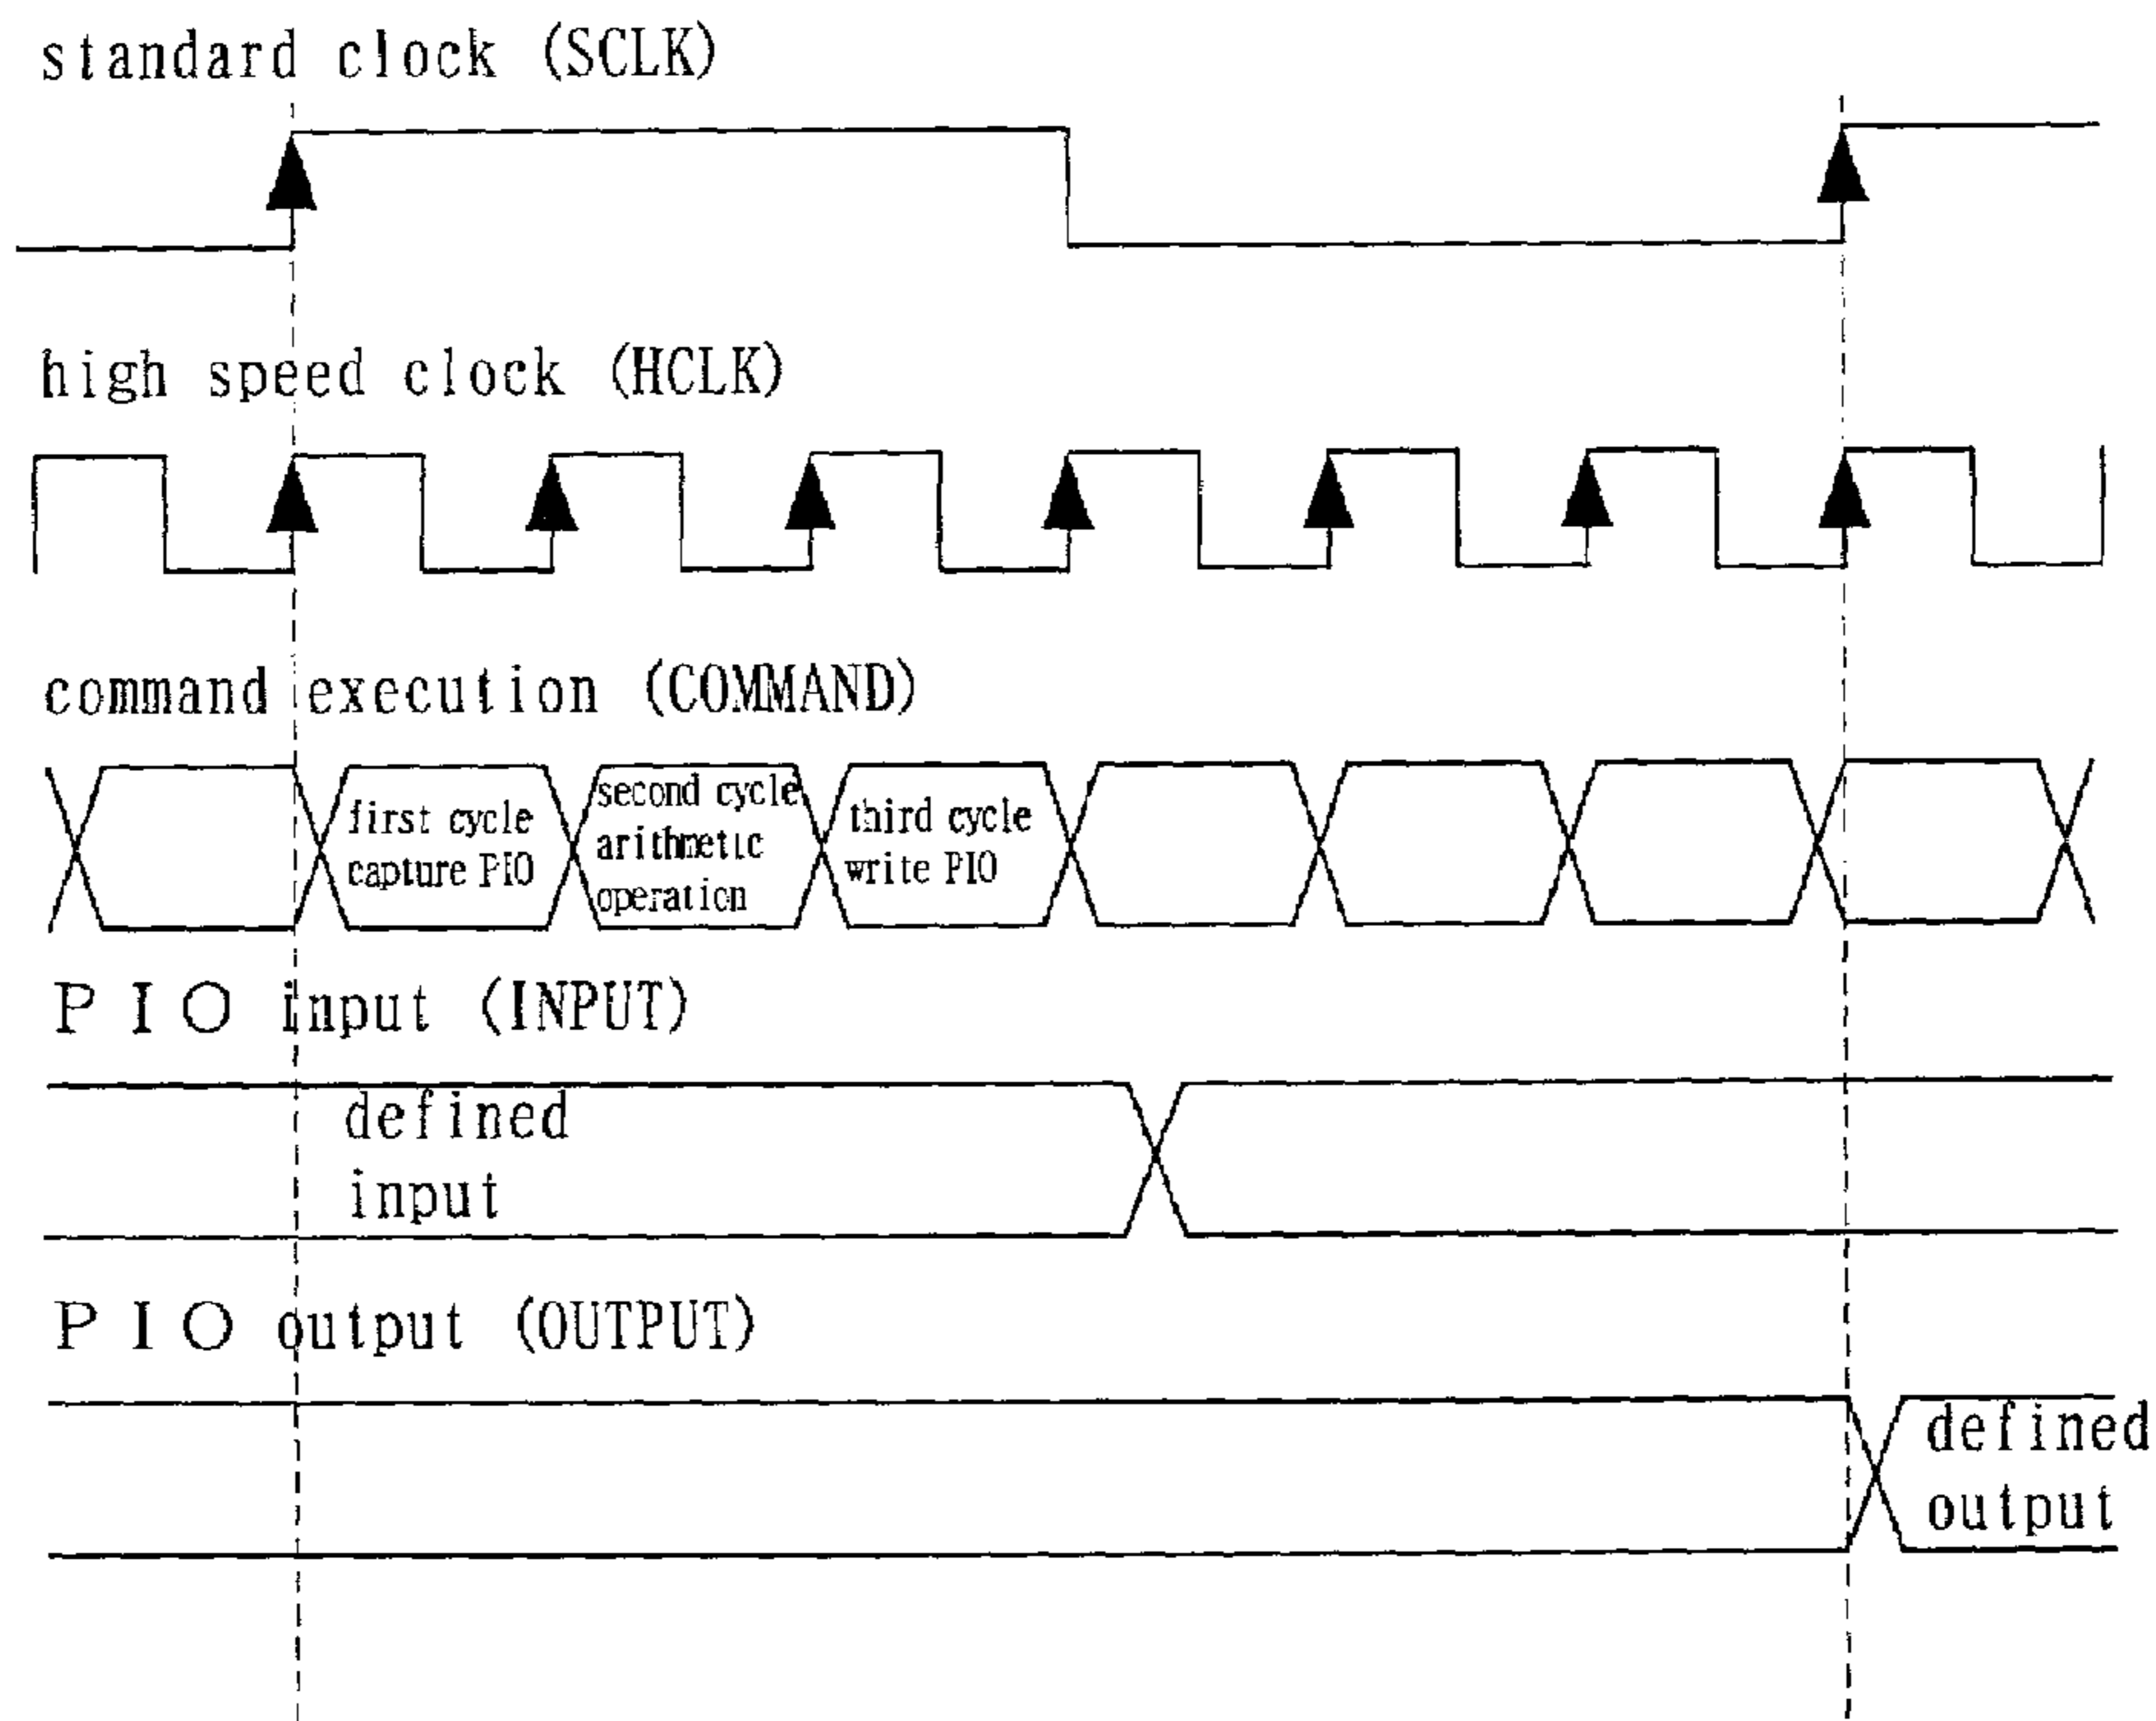 standard clock (SCLK)
high speed clock (HCLK)
command execution (COMMAND)
first cycle
capture PIO
second cycle
arithmetic
operation
third cycle
write PIO
PIO input (INPUT)
defined
input
PIO output (OUTPUT)
defined
output